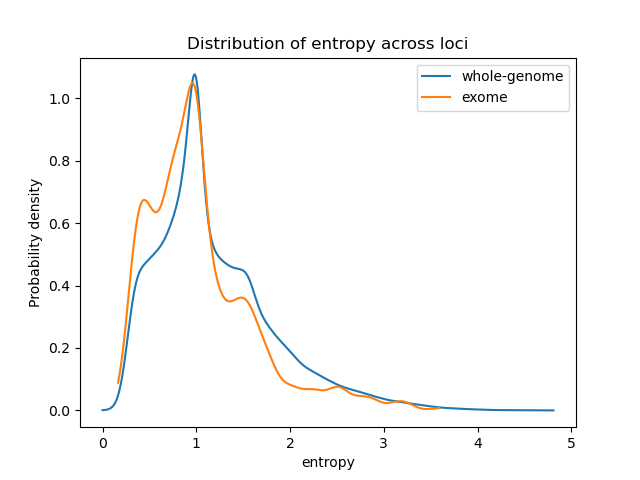 Distribution of entropy across loci
whole-genome
exome
Probability density
1.0
0.8
0.6
0.4
0.2
0.0
0 1 2 3 4 5
entropy